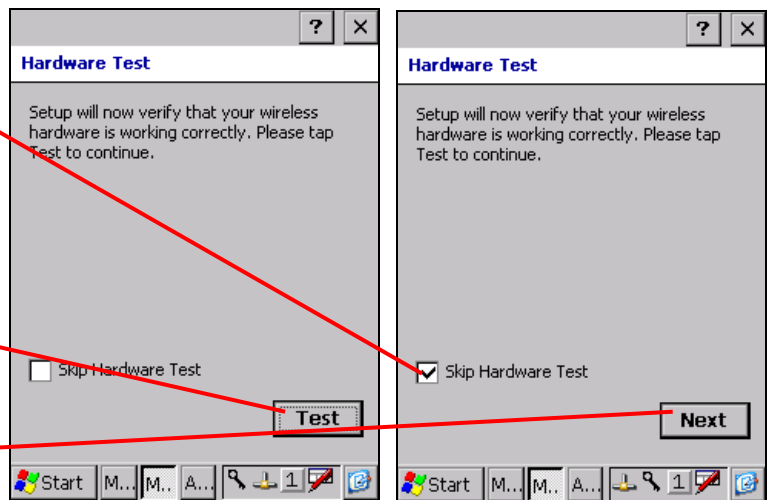 ? ×
Hardware Test
Setup will now verify that your wireless
hardware is working correctly. Please tap
Test to continue.
Skip Hardware Test
Test
Start M... M.. A... 1
? ×
Hardware Test
Setup will now verify that your wireless
hardware is working correctly. Please tap
Test to continue.
Skip Hardware Test
Next
Start M... M.. A... 1